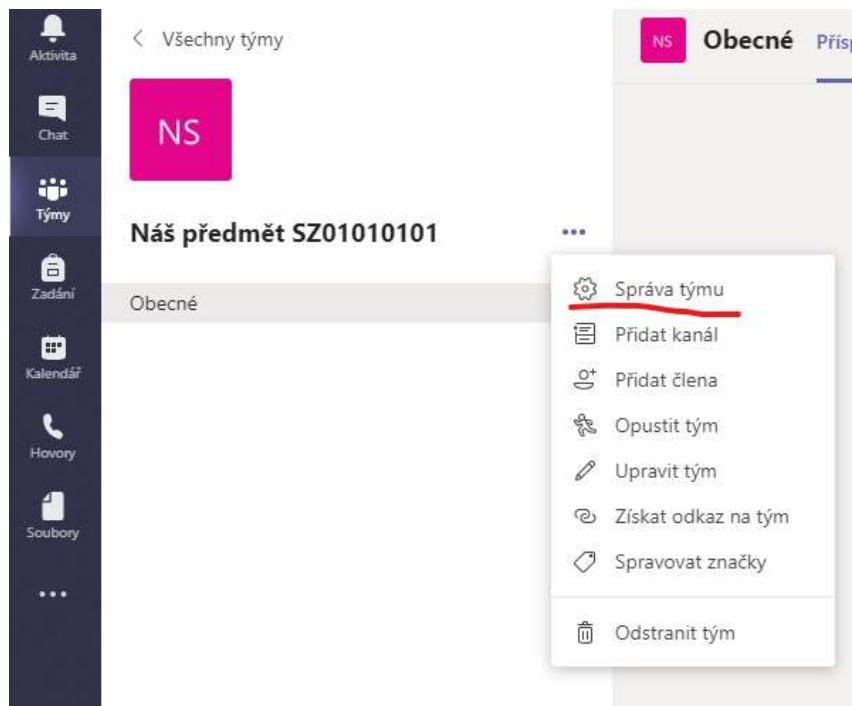 Aktivita
Chat
Týmy
Zadání
Kalendář
Hovory
Soubory
Všechny týmy
NS
Náš předmět SZ01010101
Obecné
NS
Obecné
Správa týmu
Přidat kanál
Přidat člena
Opustit tým
Upravit tým
Získat odkaz na tým
Spravovat značky
Odstranit tým